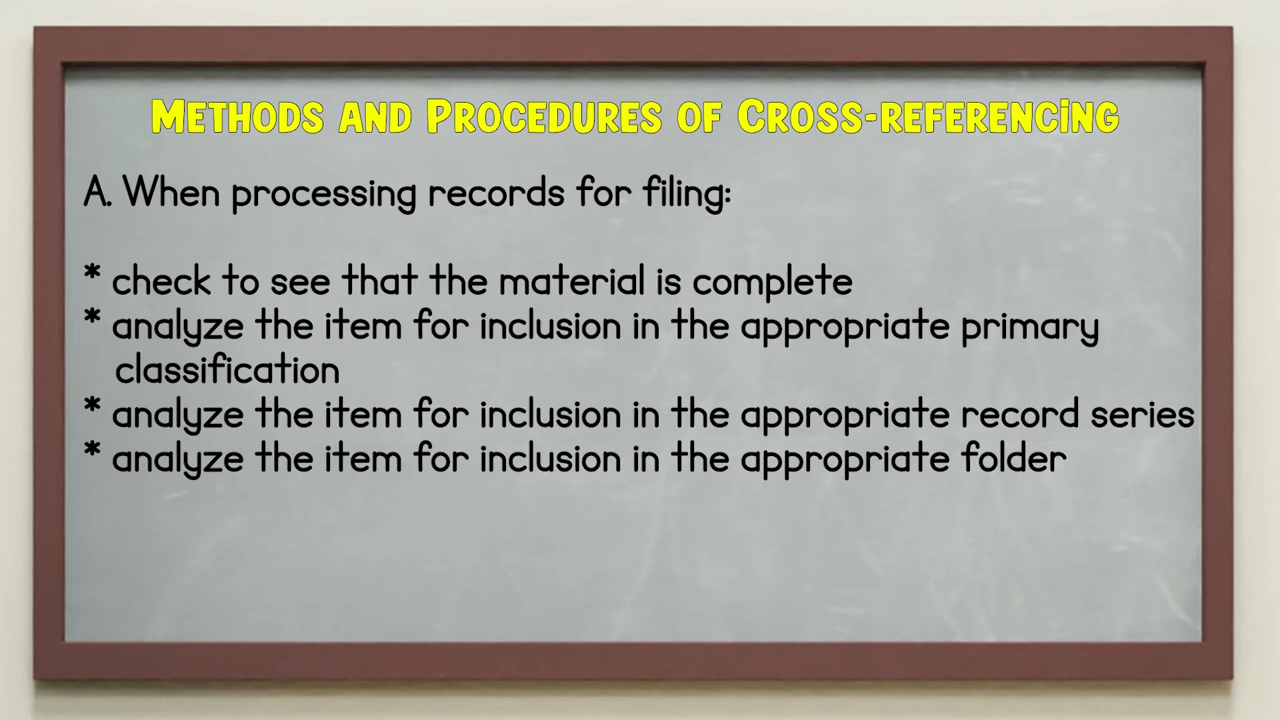 Methods and Procedures of Cross-referencing
A. When processing records for filing:
* check to see that the material is complete
* analyze the item for inclusion in the appropriate primary
classification
* analyze the item for inclusion in the appropriate record series
* analyze the item for inclusion in the appropriate folder